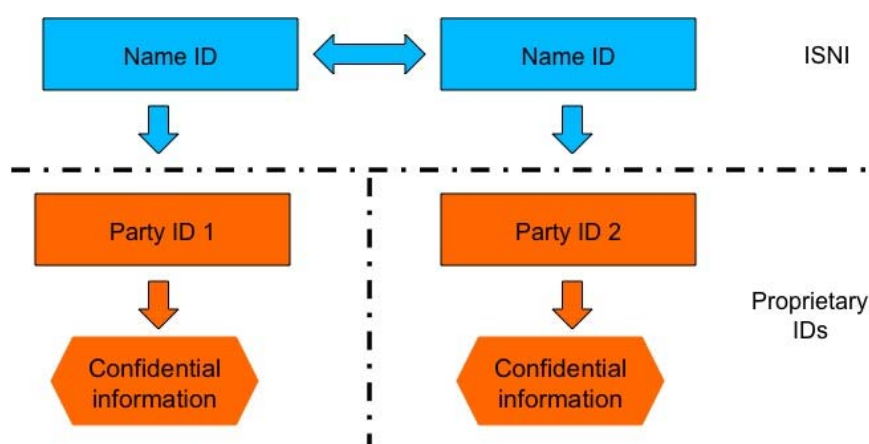 Name ID
Name ID
ISNI
Party ID 1
Party ID 2
Proprietary
IDs
Confidential
information
Confidential
information